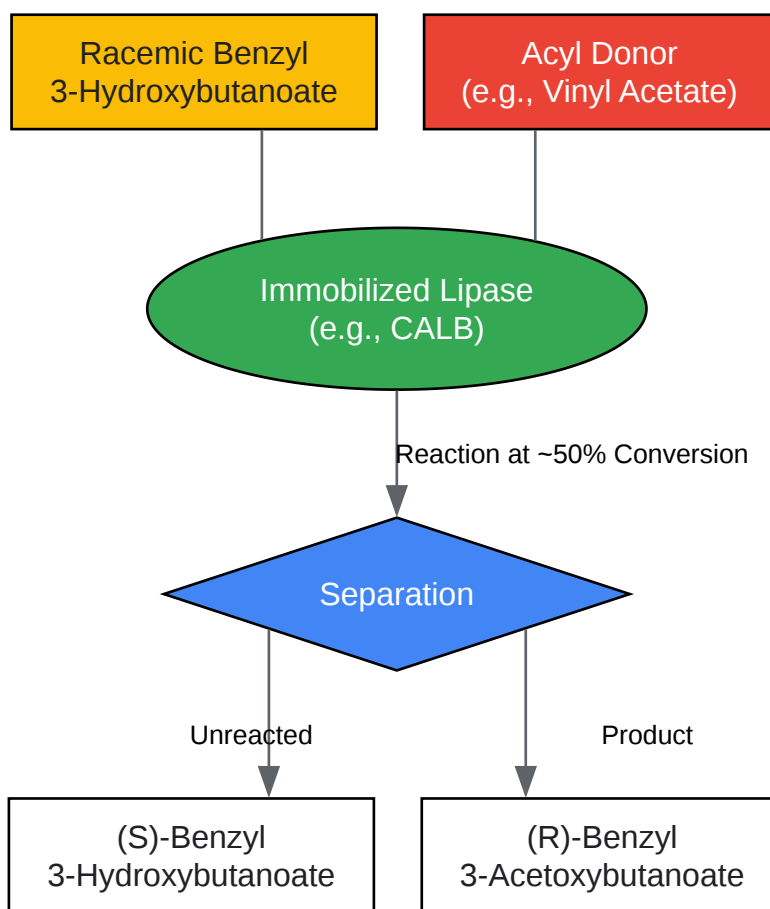 Racemic Benzyl
3-Hydroxybutanoate
Acyl Donor
(e.g., Vinyl Acetate)
Immobilized Lipase
(e.g., CALB)
Reaction at ~50% Conversion
Separation
Unreacted
Product
(S)-Benzyl
3-Hydroxybutanoate
(R)-Benzyl
3-Acetoxybutanoate